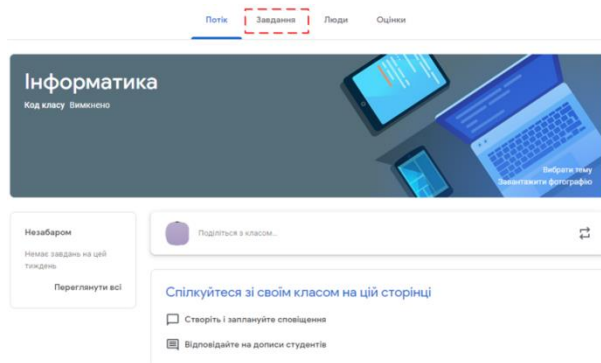 Потік Завдання Люди Оцінки
Інформатика
Код класу Вимкнено
Вибрати тему
Завантажити фотографію
Незабаром
Немає завдань на цей
тиждень
Переглянути всі
Поділіться з класом...
Спілкуйтеся зі своїм класом на цій сторінці
Створіть і заплануйте сповіщення
Відповідайте на дописи студентів